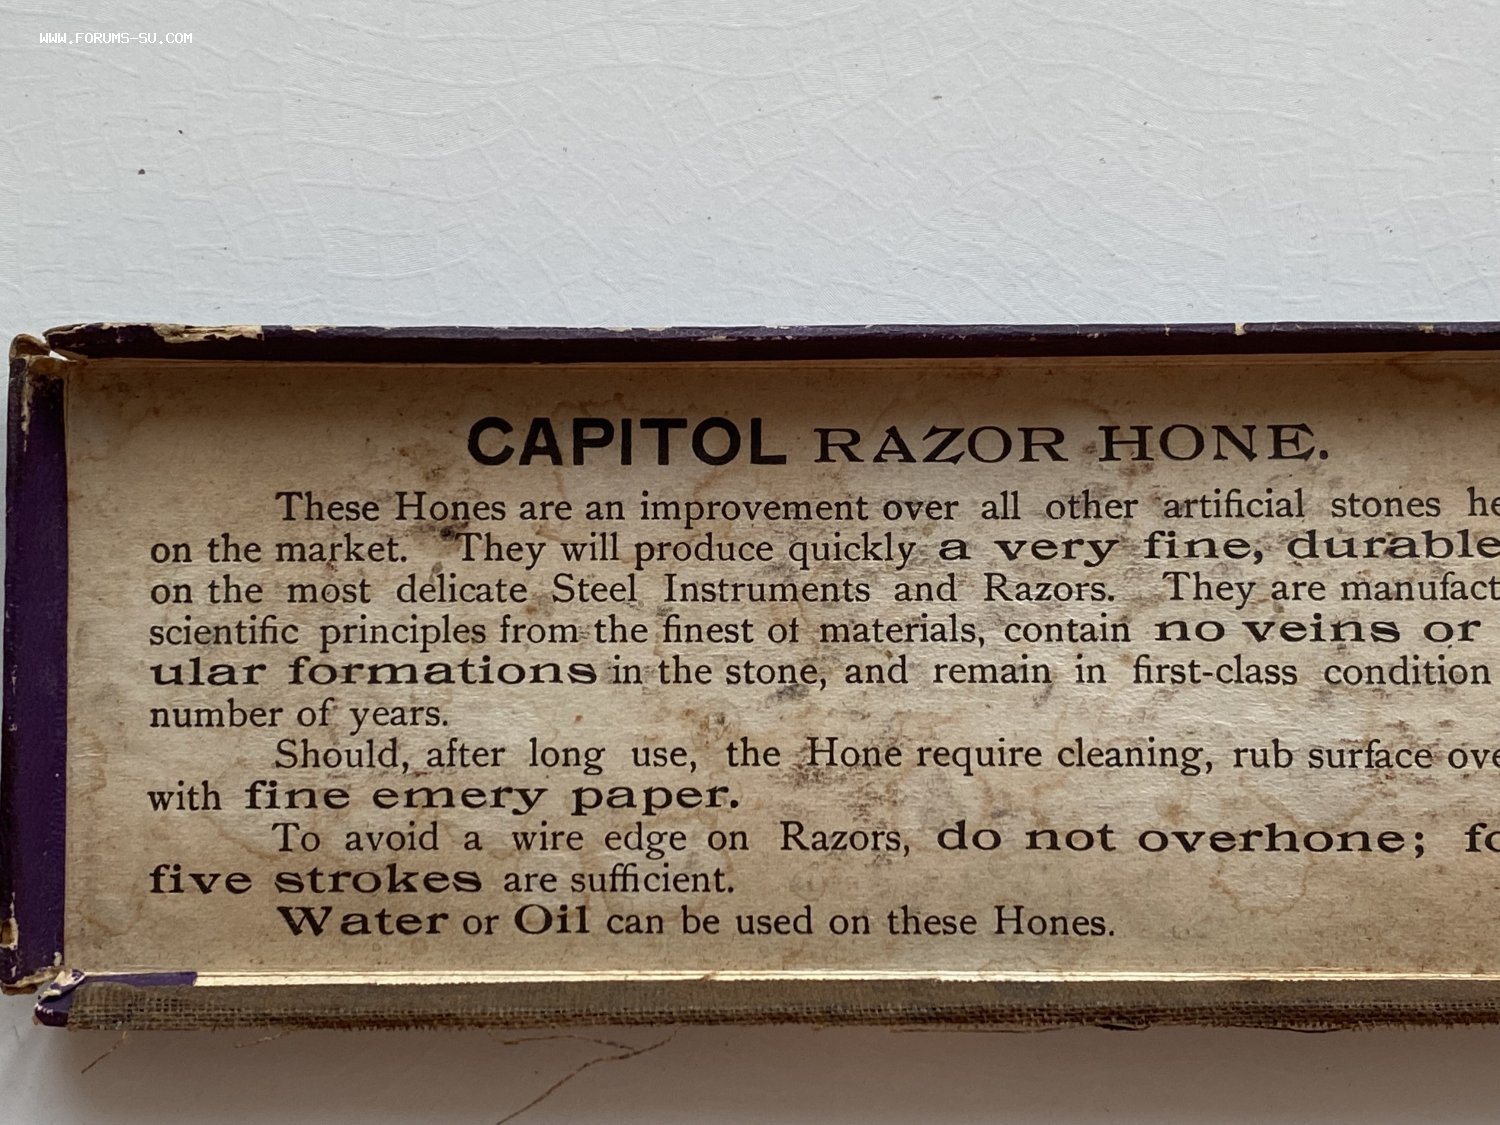 WWW.FORUMS-SU.COM
CAPITOL RAZOR HONE.
These Hones are an improvement over all other artificial stones he
on the market. They will produce quickly a very fine, durable
on the most delicate Steel Instruments and Razors. They are manufact
scientific principles from the finest of materials, contain no veins or
ular formations in the stone, and remain in first-class condition
number of years.
Should, after long use, the Hone require cleaning, rub surface ove
with fine emery paper.
To avoid a wire edge on Razors, do not overhone; fo
five strokes are sufficient.
Water or Oil can be used on these Hones.